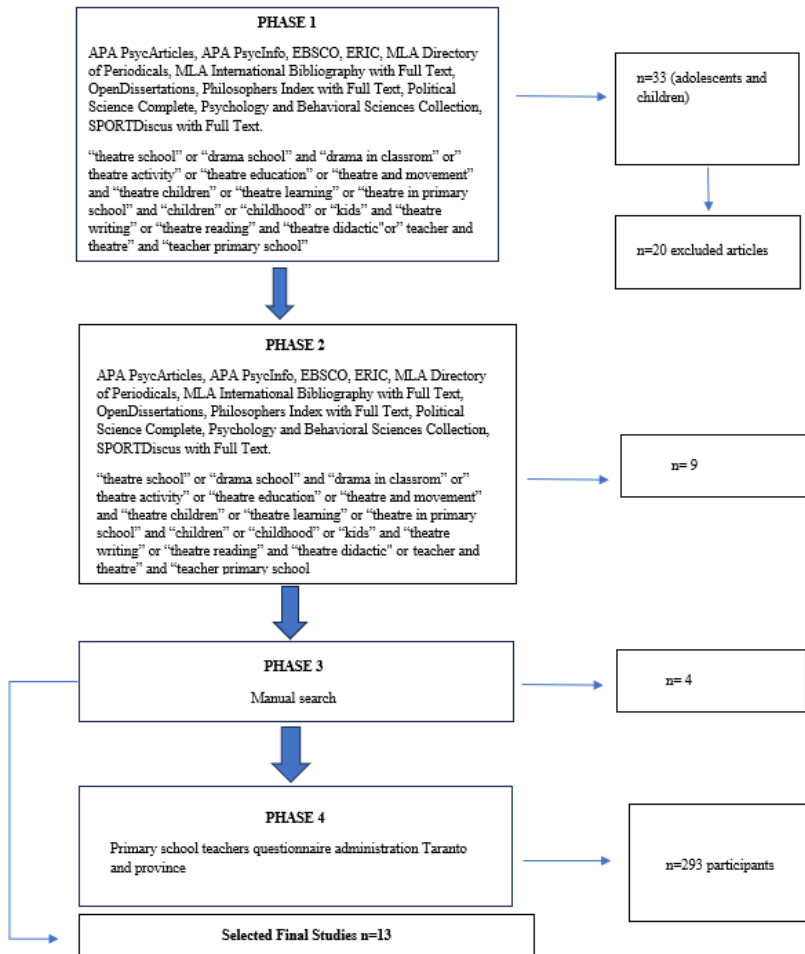 PHASE 1
APA PsycArticles, APA PsycInfo, EBSCO, ERIC, MLA Directory
of Periodicals, MLA International Bibliography with Full Text,
OpenDissertations, Philosophers Index with Full Text, Political
Science Complete, Psychology and Behavioral Sciences Collection,
SPORTDiscus with Full Text.
“theatre school” or “drama school” and “drama in classrom” or”
theatre activity” or “theatre education” or “theatre and movement”
and “theatre children” or “theatre learning” or “theatre in primary
school” and “children” or “childhood” or “kids” and “theatre
writing” or “theatre reading” and “theatre didactic"or” teacher and
theatre” and “teacher primary school”
n=33 (adolescents and
children)
n=20 excluded articles
PHASE 2
APA PsycArticles, APA PsycInfo, EBSCO, ERIC, MLA Directory
of Periodicals, MLA International Bibliography with Full Text,
OpenDissertations, Philosophers Index with Full Text, Political
Science Complete, Psychology and Behavioral Sciences Collection,
SPORTDiscus with Full Text.
“theatre school” or “drama school” and “drama in classrom” or”
theatre activity” or “theatre education” or “theatre and movement”
and “theatre children” or “theatre learning” or “theatre in primary
school” and “children” or “childhood” or “kids” and “theatre
writing” or “theatre reading” and “theatre didactic” or teacher and
theatre” and “teacher primary school
n= 9
PHASE 3
Manual search
n= 4
PHASE 4
Primary school teachers questionnaire administration Taranto
and province
n=293 participants
Selected Final Studies n=13